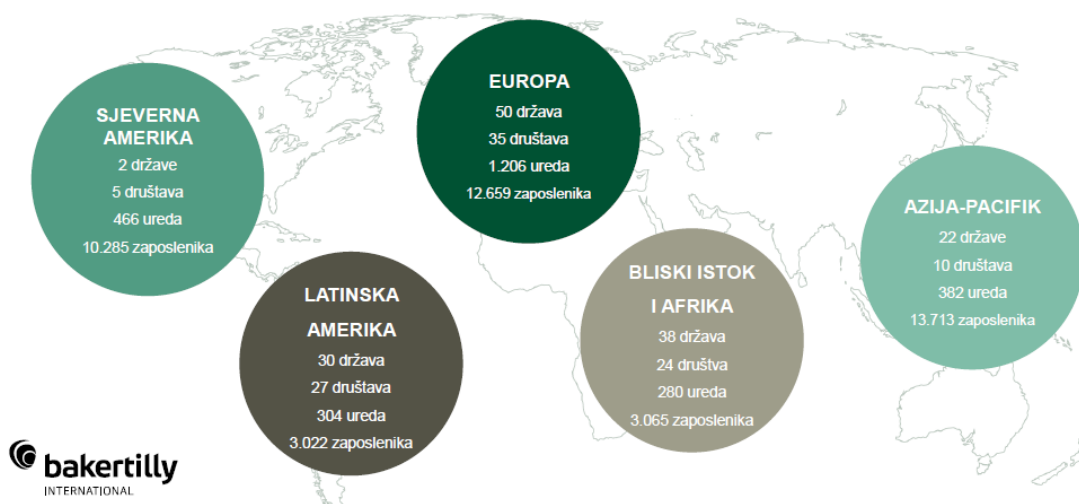 SJEVERNA
AMERIKA
2 države
5 društava
466 ureda
10.285 zaposlenika
EUROPA
50 država
35 društava
1.206 ureda
12.659 zaposlenika
AZIJA-PACIFIK
22 države
10 društava
382 ureda
13.713 zaposlenika
LATINSKA
AMERIKA
30 država
27 društava
304 ureda
3.022 zaposlenika
BLISKI ISTOK
I AFRIKA
38 država
24 društva
280 ureda
3.065 zaposlenika
bakertilly
INTERNATIONAL